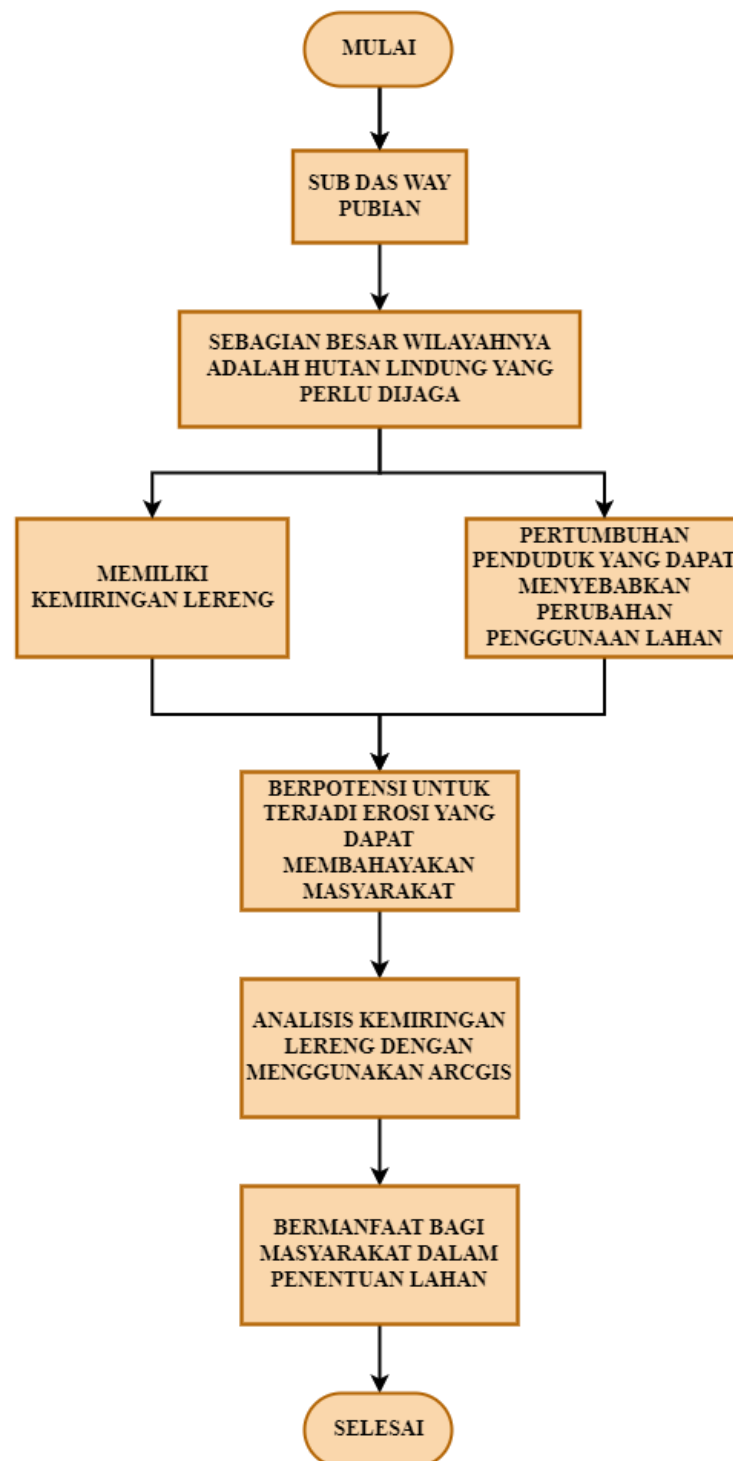 MULAI
SUB DAS WAY
PUBIAN
SEBAGIAN BESAR WILAYAHNYA
ADALAH HUTAN LINDUNG YANG
PERLU DIJAGA
MEMILIKI
KEMIRINGAN LERENG
PERTUMBUHAN
PENDUDUK YANG DAPAT
MENYEBABKAN
PERUBAHAN
PENGGUNAAN LAHAN
BERPOTENSI UNTUK
TERJADI EROSI YANG
DAPAT
MEMBAHAYAKAN
MASYARAKAT
ANALISIS KEMIRINGAN
LERENG DENGAN
MENGGUNAKAN ARCGIS
BERMANFAAT BAGI
MASYARAKAT DALAM
PENENTUAN LAHAN
SELESAI